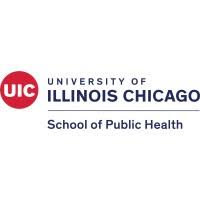 UIC
UNIVERSITY OF
ILLINOIS CHICAGO
School of Public Health